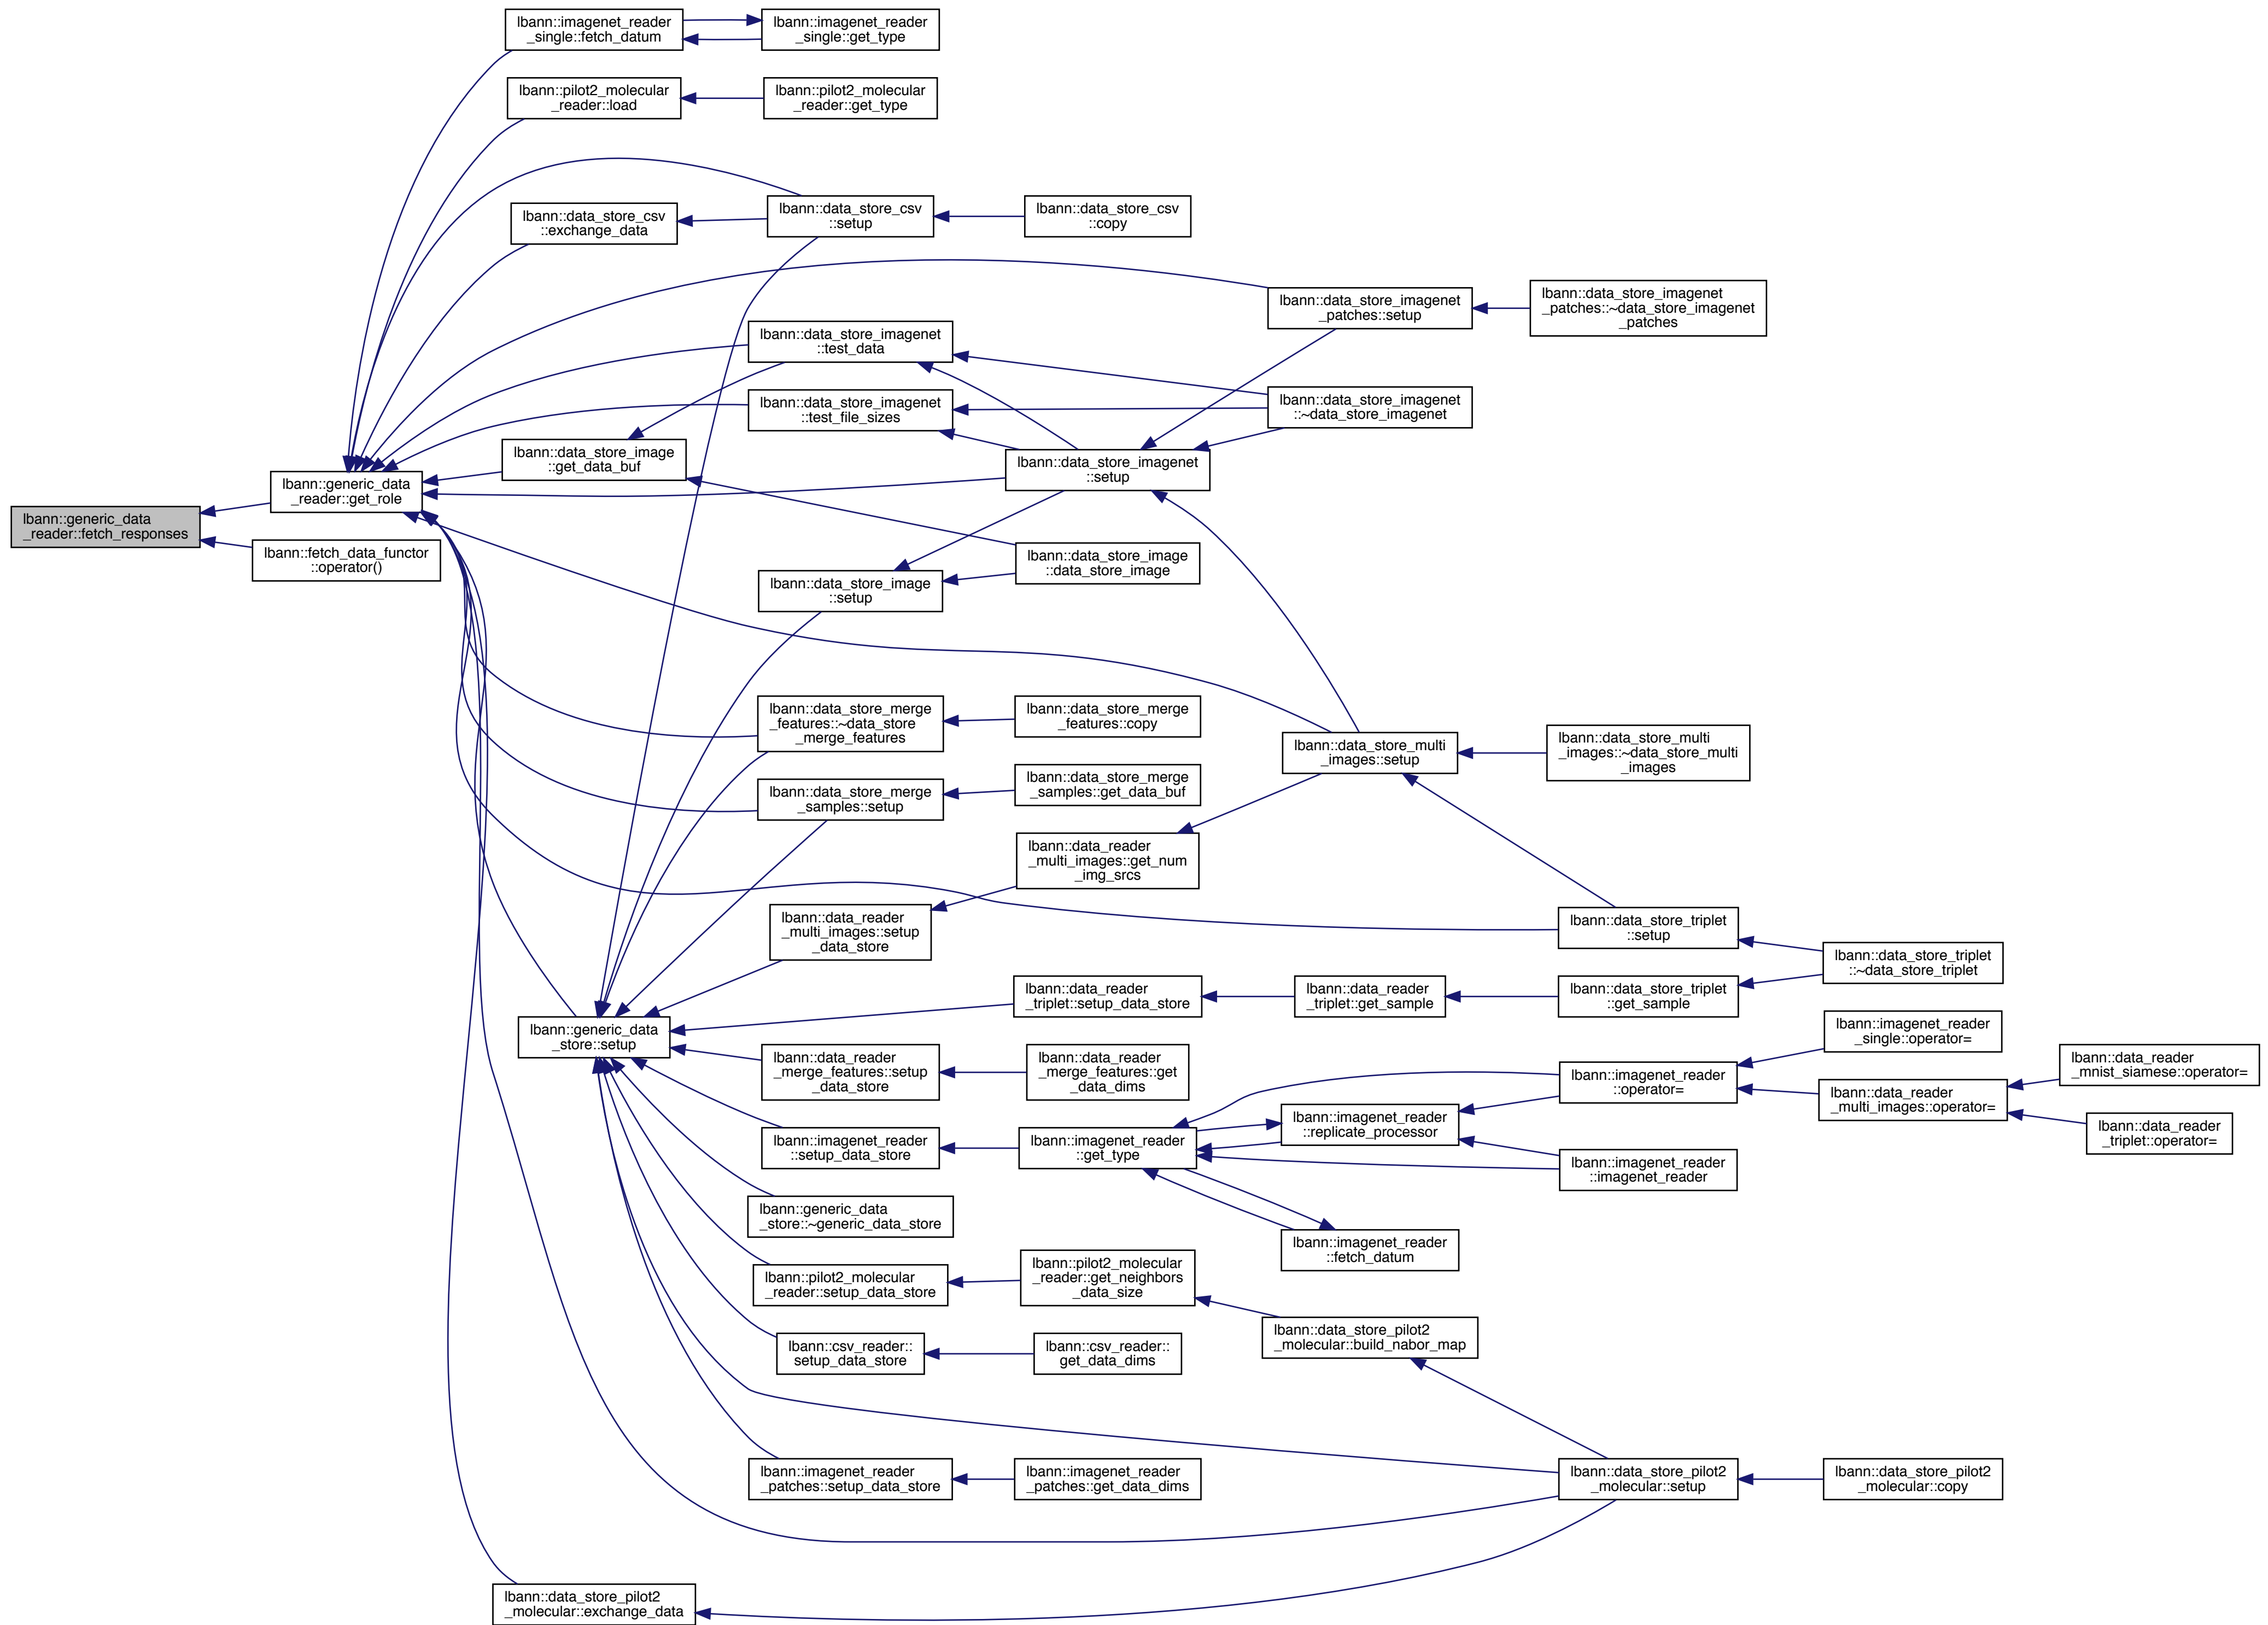 lbann::imagenet_reader
_single::fetch_datum
lbann::imagenet_reader
_single::get_type
lbann::pilot2_molecular
_reader::load
lbann::pilot2_molecular
_reader::get_type
lbann::data_store_csv
::exchange_data
lbann::data_store_csv
::setup
lbann::data_store_csv
::copy
lbann::data_store_imagenet
_patches::setup
lbann::data_store_imagenet
_patches::~data_store_imagenet
_patches
lbann::data_store_imagenet
::test_data
lbann::data_store_imagenet
::test_file_sizes
lbann::data_store_imagenet
::~data_store_imagenet
lbann::data_store_image
::get_data_buf
lbann::data_store_imagenet
::setup
lbann::generic_data
_reader::get_role
lbann::generic_data
_reader::fetch_responses
lbann::fetch_data_functor
::operator()
lbann::data_store_image
::data_store_image
lbann::data_store_image
::setup
lbann::data_store_merge
_features::~data_store
_merge_features
lbann::data_store_merge
_features::copy
lbann::data_store_multi
_images::setup
lbann::data_store_multi
_images::~data_store_multi
_images
lbann::data_store_merge
_samples::setup
lbann::data_store_merge
_samples::get_data_buf
lbann::data_reader
_multi_images::get_num
_img_srcs
lbann::data_reader
_multi_images::setup
_data_store
lbann::data_store_triplet
::setup
lbann::data_store_triplet
::~data_store_triplet
lbann::data_reader
_triplet::setup_data_store
lbann::data_reader
_triplet::get_sample
lbann::data_store_triplet
::get_sample
lbann::generic_data
_store::setup
lbann::data_reader
_merge_features::setup
_data_store
lbann::data_reader
_merge_features::get
_data_dims
lbann::imagenet_reader
_single::operator=
lbann::imagenet_reader
::operator=
lbann::data_reader
_mnist_siamese::operator=
lbann::data_reader
_multi_images::operator=
lbann::data_reader
_triplet::operator=
lbann::imagenet_reader
::setup_data_store
lbann::imagenet_reader
::get_type
lbann::imagenet_reader
::replicate_processor
lbann::imagenet_reader
::imagenet_reader
lbann::generic_data
_store::~generic_data_store
lbann::imagenet_reader
::fetch_datum
lbann::pilot2_molecular
_reader::setup_data_store
lbann::pilot2_molecular
_reader::get_neighbors
_data_size
lbann::data_store_pilot2
_molecular::build_nabor_map
lbann::csv_reader::
setup_data_store
lbann::csv_reader::
get_data_dims
lbann::imagenet_reader
_patches::setup_data_store
lbann::imagenet_reader
_patches::get_data_dims
lbann::data_store_pilot2
_molecular::setup
lbann::data_store_pilot2
_molecular::copy
lbann::data_store_pilot2
_molecular::exchange_data